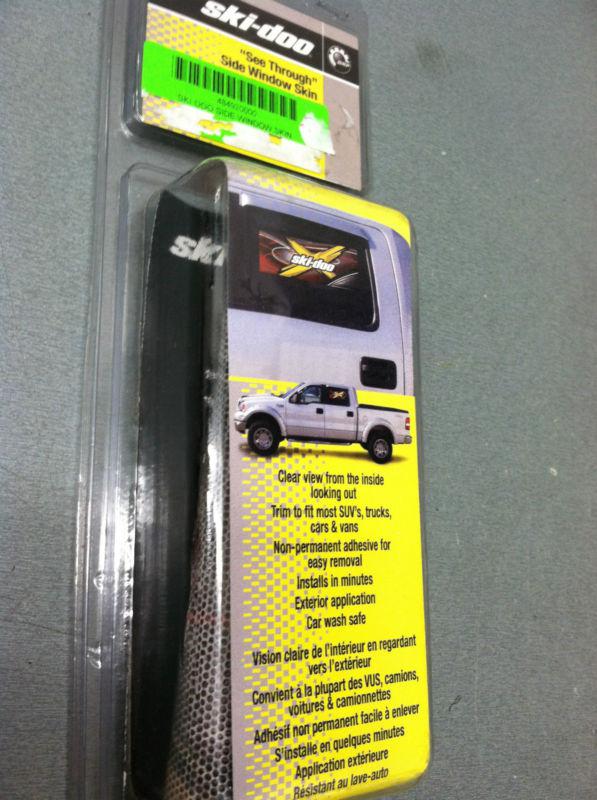 ski-doo
"See Through"
Side Window Skin
484920000
SKI DOO SIDE WINDOW SKIN
ski
ski-doo
Clear view from the inside
looking out
Trim to fit most SUV's, trucks,
cars & vans
Non-permanent adhesive for
easy removal
Installs in minutes
Exterior application
Car wash safe
Vision claire de l'intérieur en regardant
vers l'extérieur
Convient à la plupart des VUS, camions,
voitures & camionnettes
Adhésif non permanent facile à enlever
S'installe en quelques minutes
Application extérieure
Résistant au lave-auto